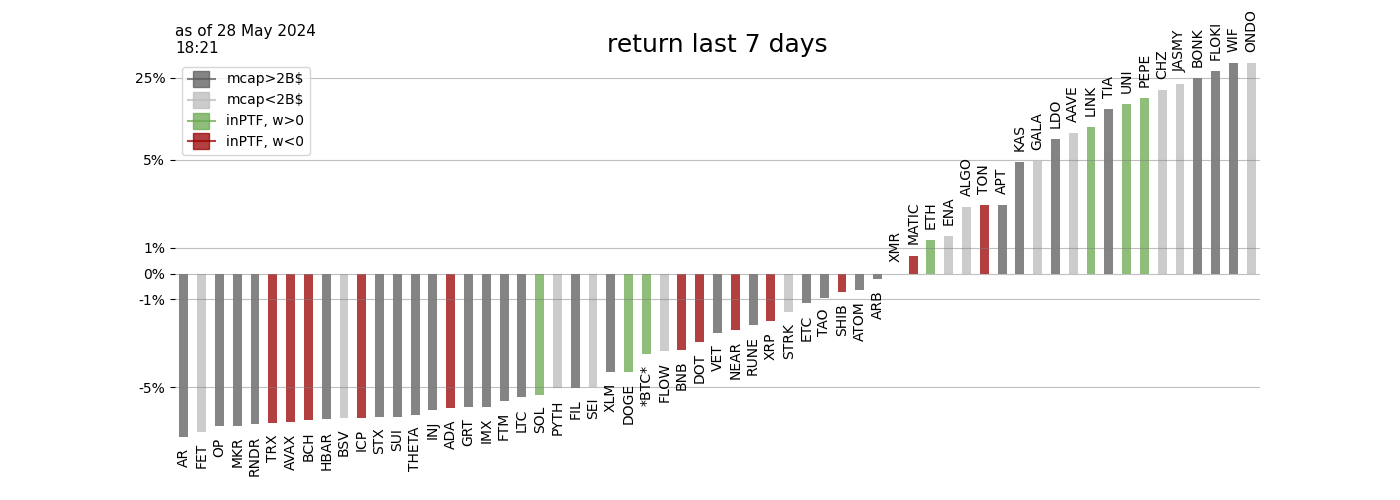 as of 28 May 2024
18:21
return last 7 days
mcap>2B$
mcap<2B$
inPTF, w>0
inPTF, w<0
25%
5%
1%
0%
-1%
-5%
AR
FET
OP
MKR
RNDR
TRX
AVAX
BCH
HBAR
BSV
ICP
STX
SUI
THETA
INJ
ADA
GRT
IMX
FTM
LTC
SOL
PYTH
FIL
SEI
XLM
DOGE
*BTC*
FLOW
BNB
DOT
VET
NEAR
RUNE
XRP
STRK
ETC
TAO
SHIB
ATOM
ARB
XMR
MATIC
ETH
ENA
ALGO
TON
APT
KAS
GALA
LDO
AAVE
LINK
TIA
UNI
PEPE
CHZ
JASMY
BONK
FLOKI
WIF
ONDO